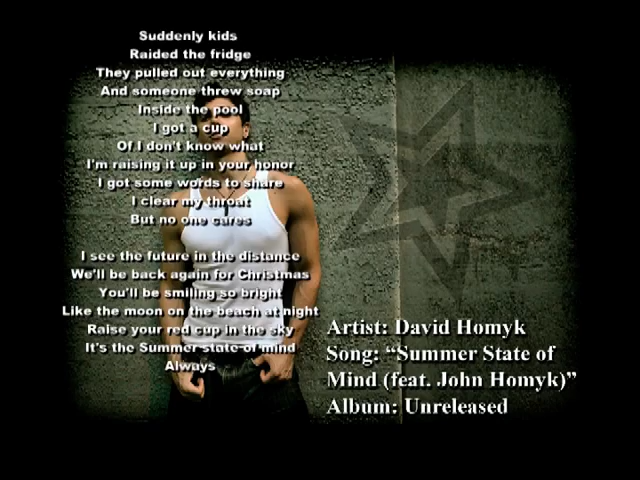 Suddenly kids
Raided the fridge
They pulled out everything
And someone threw soap
Inside the pool
I got a cup
Of I don't know what
I'm raising it up in your honor
I got some words to share
I clear my throat
But no one cares
I see the future in the distance
We'll be back again for Christmas
You'll be smiling so bright
Like the moon on the beach at night
Raise your red cup in the sky
It's the Summer state of mind
Always
Artist: David Homyk
Song: “Summer State of
Mind (feat. John Homyk)”
Album: Unreleased